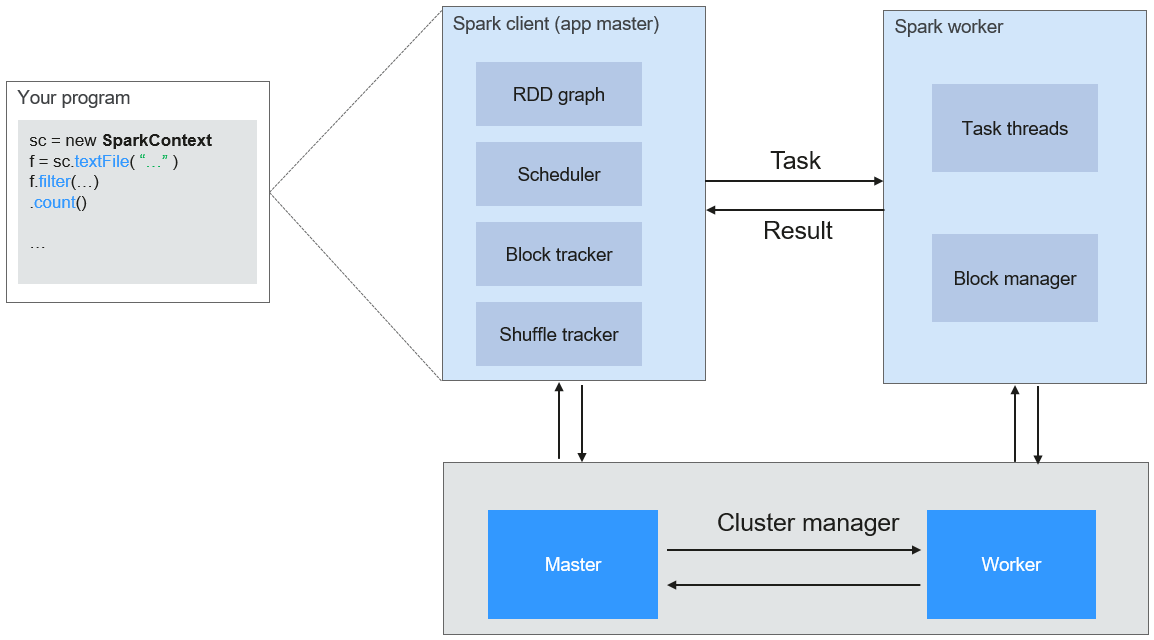 Your program
sc = new SparkContext
f = sc.textFile( “…” )
f.filter(…)
.count()
…
Spark client (app master)
RDD graph
Scheduler
Block tracker
Shuffle tracker
Task
Result
Spark worker
Task threads
Block manager
Cluster manager
Master
Worker